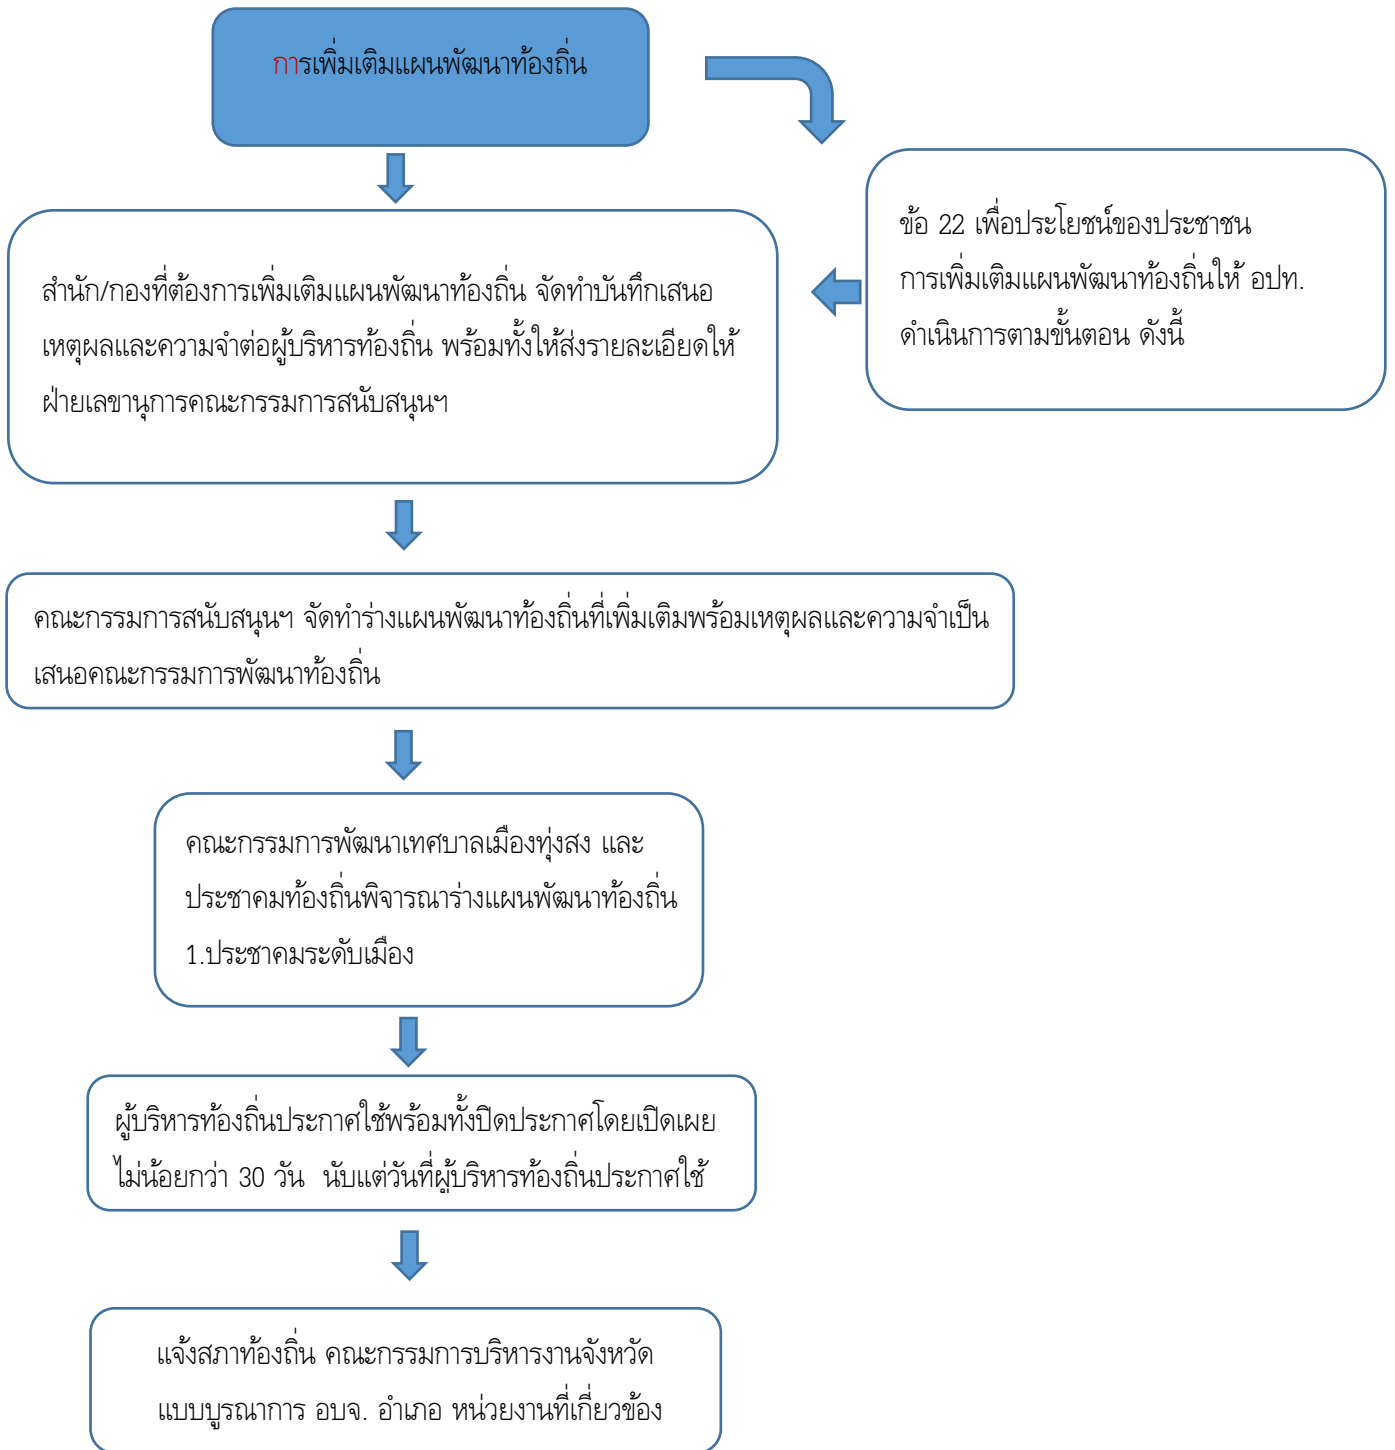 การเพิ่มเติมแผนพัฒนาท้องถิ่น
ข้อ 22 เพื่อประโยชน์ของประชาชน
การเพิ่มเติมแผนพัฒนาท้องถิ่นให้ อปท.
ดำเนินการตามขั้นตอน ดังนี้
สำนัก/กองที่ต้องการเพิ่มเติมแผนพัฒนาท้องถิ่น จัดทำบันทึกเสนอ
เหตุผลและความจำต่อผู้บริหารท้องถิ่น พร้อมทั้งให้ส่งรายละเอียดให้
ฝ่ายเลขานุการคณะกรรมการสนับสนุนฯ
คณะกรรมการสนับสนุนฯ จัดทำร่างแผนพัฒนาท้องถิ่นที่เพิ่มเติมพร้อมเหตุผลและความจำเป็น
เสนอคณะกรรมการพัฒนาท้องถิ่น
คณะกรรมการพัฒนาเทศบาลเมืองทุ่งสง และ
ประชาคมท้องถิ่นพิจารณาร่างแผนพัฒนาท้องถิ่น
1.ประชาคมระดับเมือง
ผู้บริหารท้องถิ่นประกาศใช้พร้อมทั้งปิดประกาศโดยเปิดเผย
ไม่น้อยกว่า 30 วัน นับแต่วันที่ผู้บริหารท้องถิ่นประกาศใช้
แจ้งสภาท้องถิ่น คณะกรรมการบริหารงานจังหวัด
แบบบูรณาการ อบจ. อำเภอ หน่วยงานที่เกี่ยวข้อง